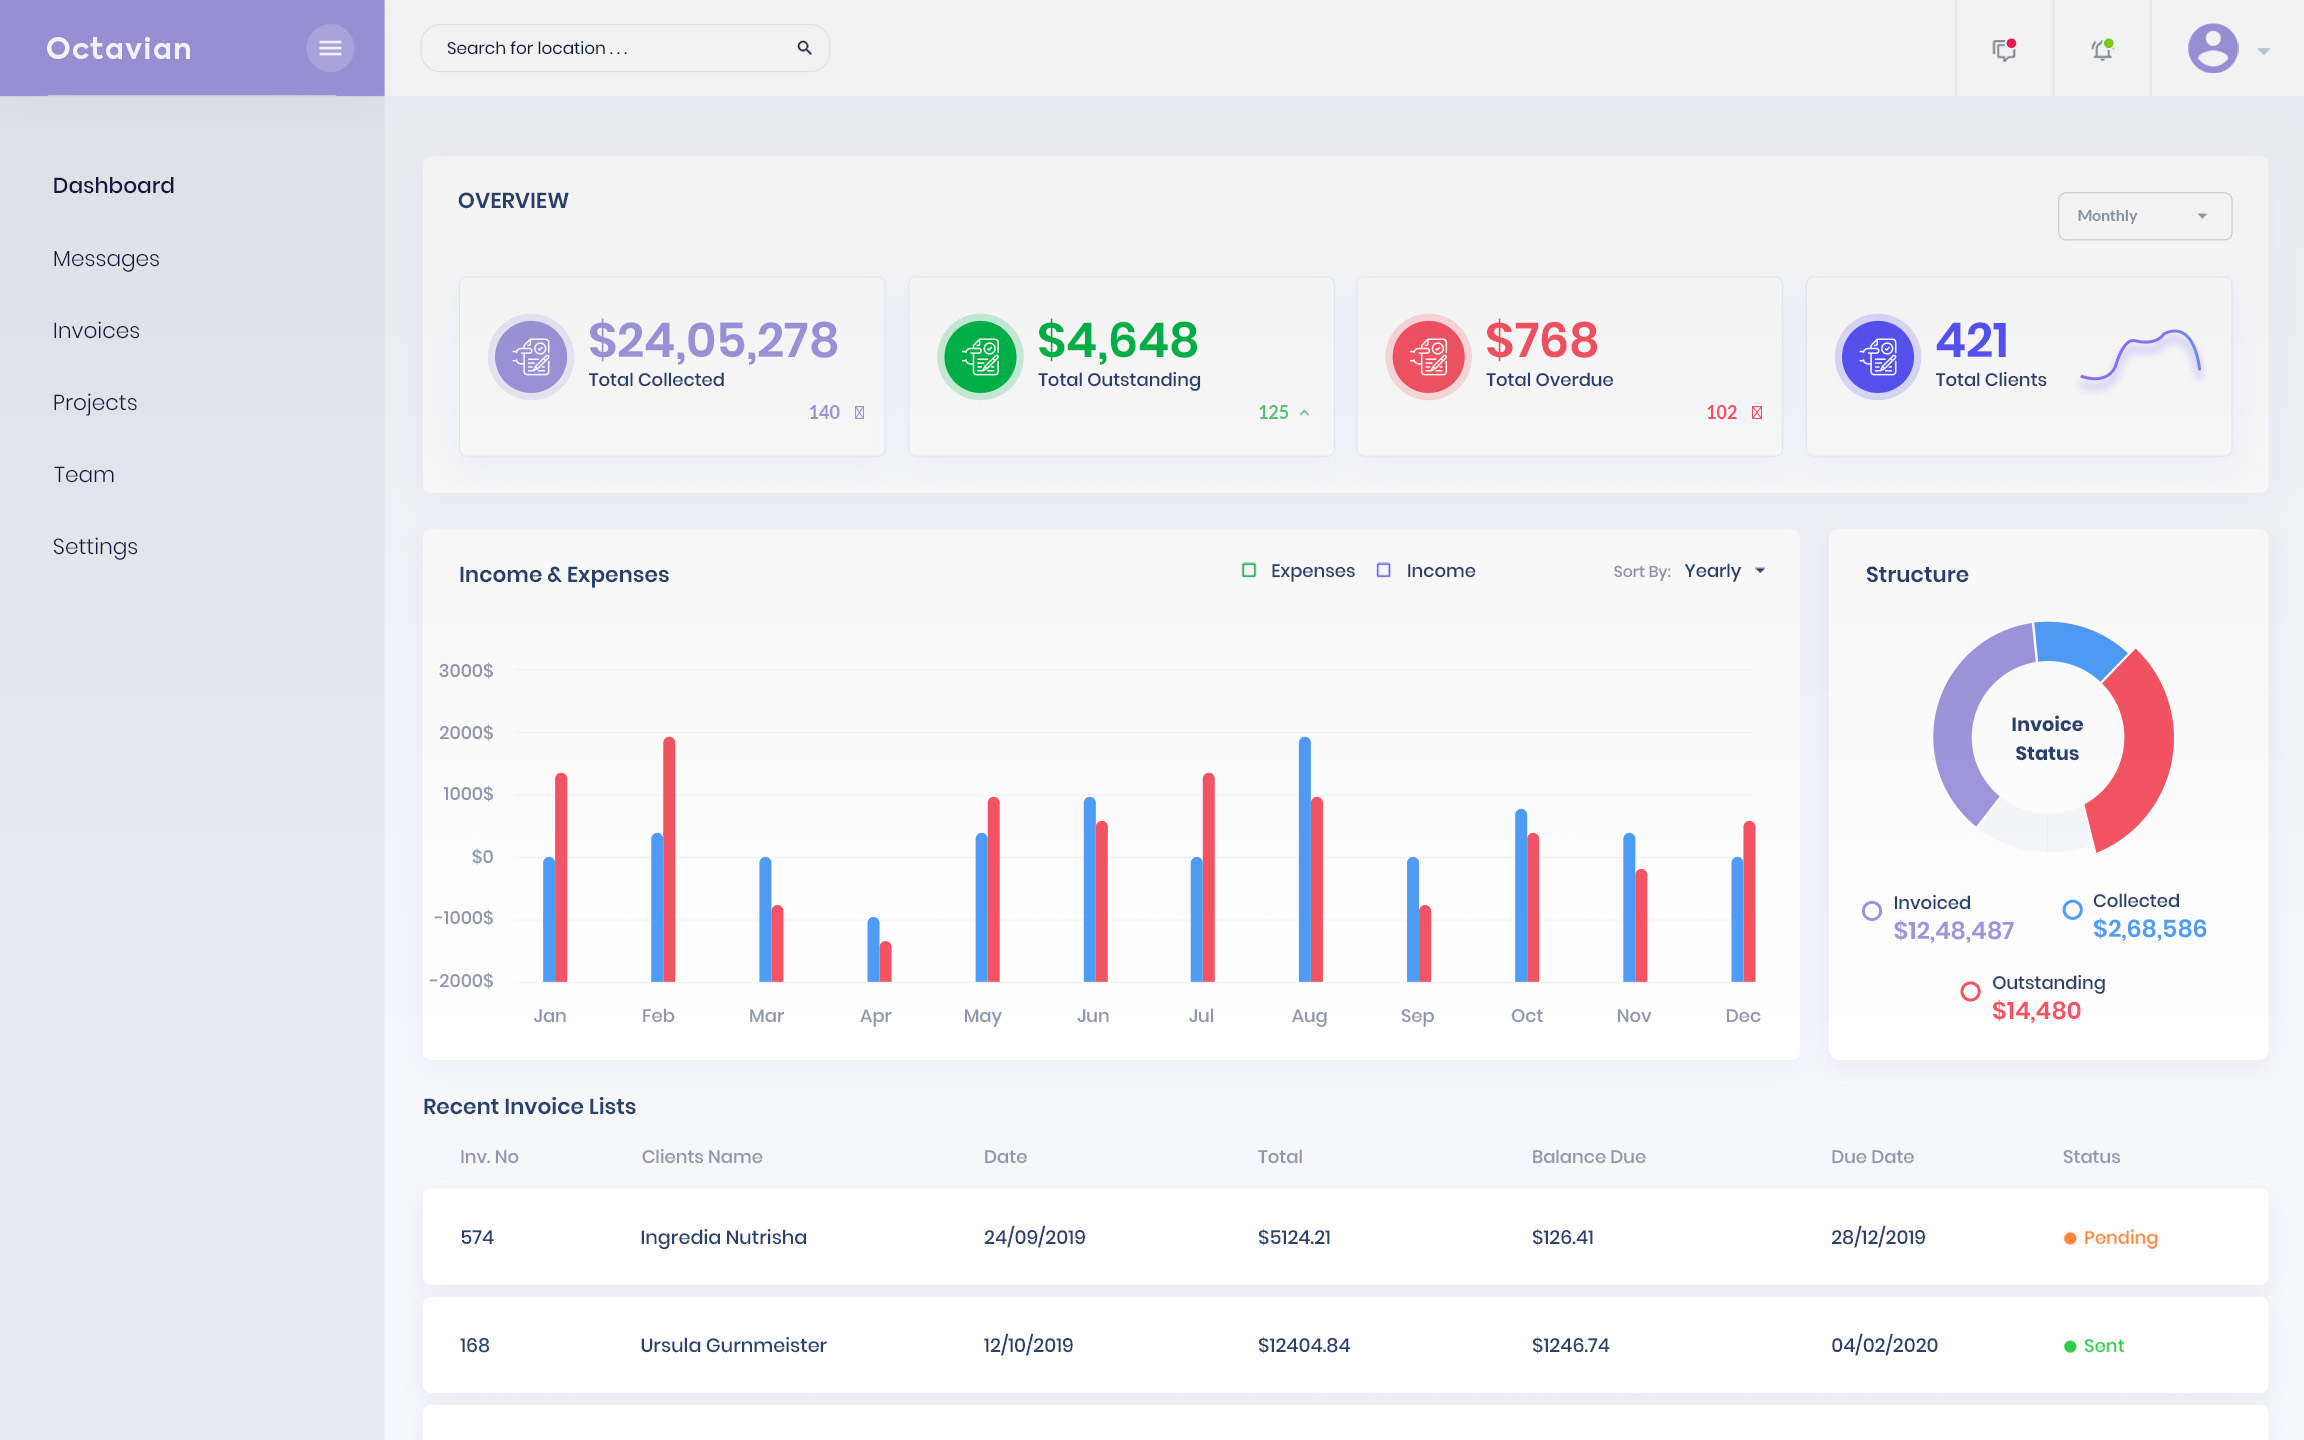 Octavian
Search for location . . .
Dashboard
Messages
Invoices
Projects
Team
Settings
OVERVIEW
Monthly
$24,05,278
Total Collected
140
$4,648
Total Outstanding
125
$768
Total Overdue
102
421
Total Clients
Income & Expenses
Expenses
Income
Sort By: Yearly
3000$
2000$
1000$
$0
-1000$
-2000$
Jan Feb Mar Apr May Jun Jul Aug Sep Oct Nov Dec
Structure
Invoice
Status
Invoiced
$12,48,487
Collected
$2,68,586
Outstanding
$14,480
Recent Invoice Lists
Inv. No Clients Name Date Total Balance Due Due Date Status
574 Ingredia Nutrisha 24/09/2019 $5124.21 $126.41 28/12/2019 Pending
168 Ursula Gurnmeister 12/10/2019 $12404.84 $1246.74 04/02/2020 Sent